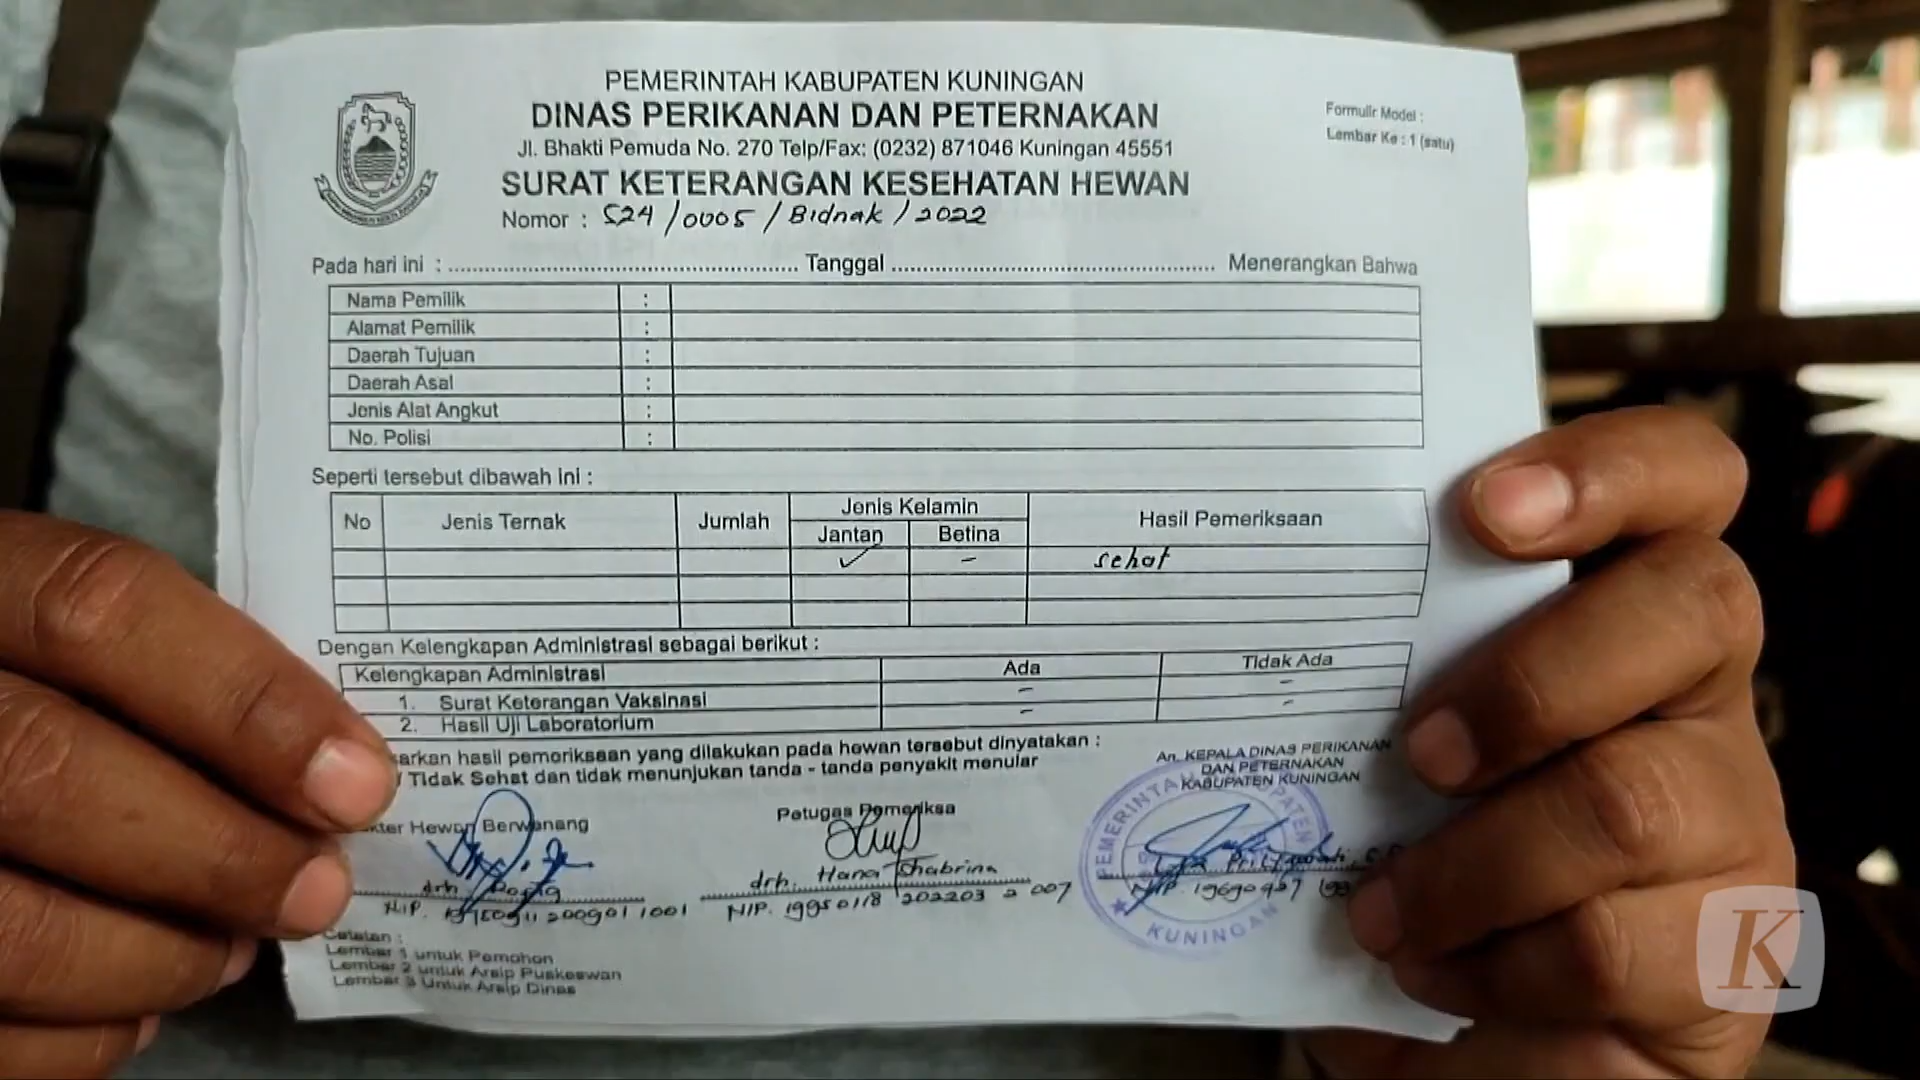 PEMERINTAH KABUPATEN KUNINGAN
DINAS PERIKANAN DAN PETERNAKAN
Jl. Bhakti Pemuda No. 270 Telp/Fax: (0232) 871046 Kuningan 45551
SURAT KETERANGAN KESEHATAN HEWAN
Nomor : 524/0005/Bidnak/2022
Formulir Model :
Lembar Ke : 1 (satu)
Pada hari ini : ........................................................ Tanggal .................................................... Menerangkan Bahwa
Nama Pemilik :
Alamat Pemilik :
Daerah Tujuan :
Daerah Asal :
Jenis Alat Angkut :
No. Polisi :
Seperti tersebut dibawah ini :
No Jenis Ternak Jumlah Jenis Kelamin Hasil Pemeriksaan
Jantan Betina
✓ - sehat
Dengan Kelengkapan Administrasi sebagai berikut :
Kelengkapan Administrasi Ada Tidak Ada
1. Surat Keterangan Vaksinasi - -
2. Hasil Uji Laboratorium - -
arkan hasil pemeriksaan yang dilakukan pada hewan tersebut dinyatakan :
/ Tidak Sehat dan tidak menunjukan tanda - tanda penyakit menular
An. KEPALA DINAS PERIKANAN
DAN PETERNAKAN
KABUPATEN KUNINGAN
kter Hewan Berwenang
Petugas Pemeriksa
drh.
drh. Hana Shabrina
NIP.
NIP. 19950118 202203 2 007
NIP.
PEMERINTA
KUNINGAN
Catatan :
Lembar 1 untuk Pemohon
Lembar 2 untuk Arsip Puskeswan
Lembar 3 Untuk Arsip Dinas
K